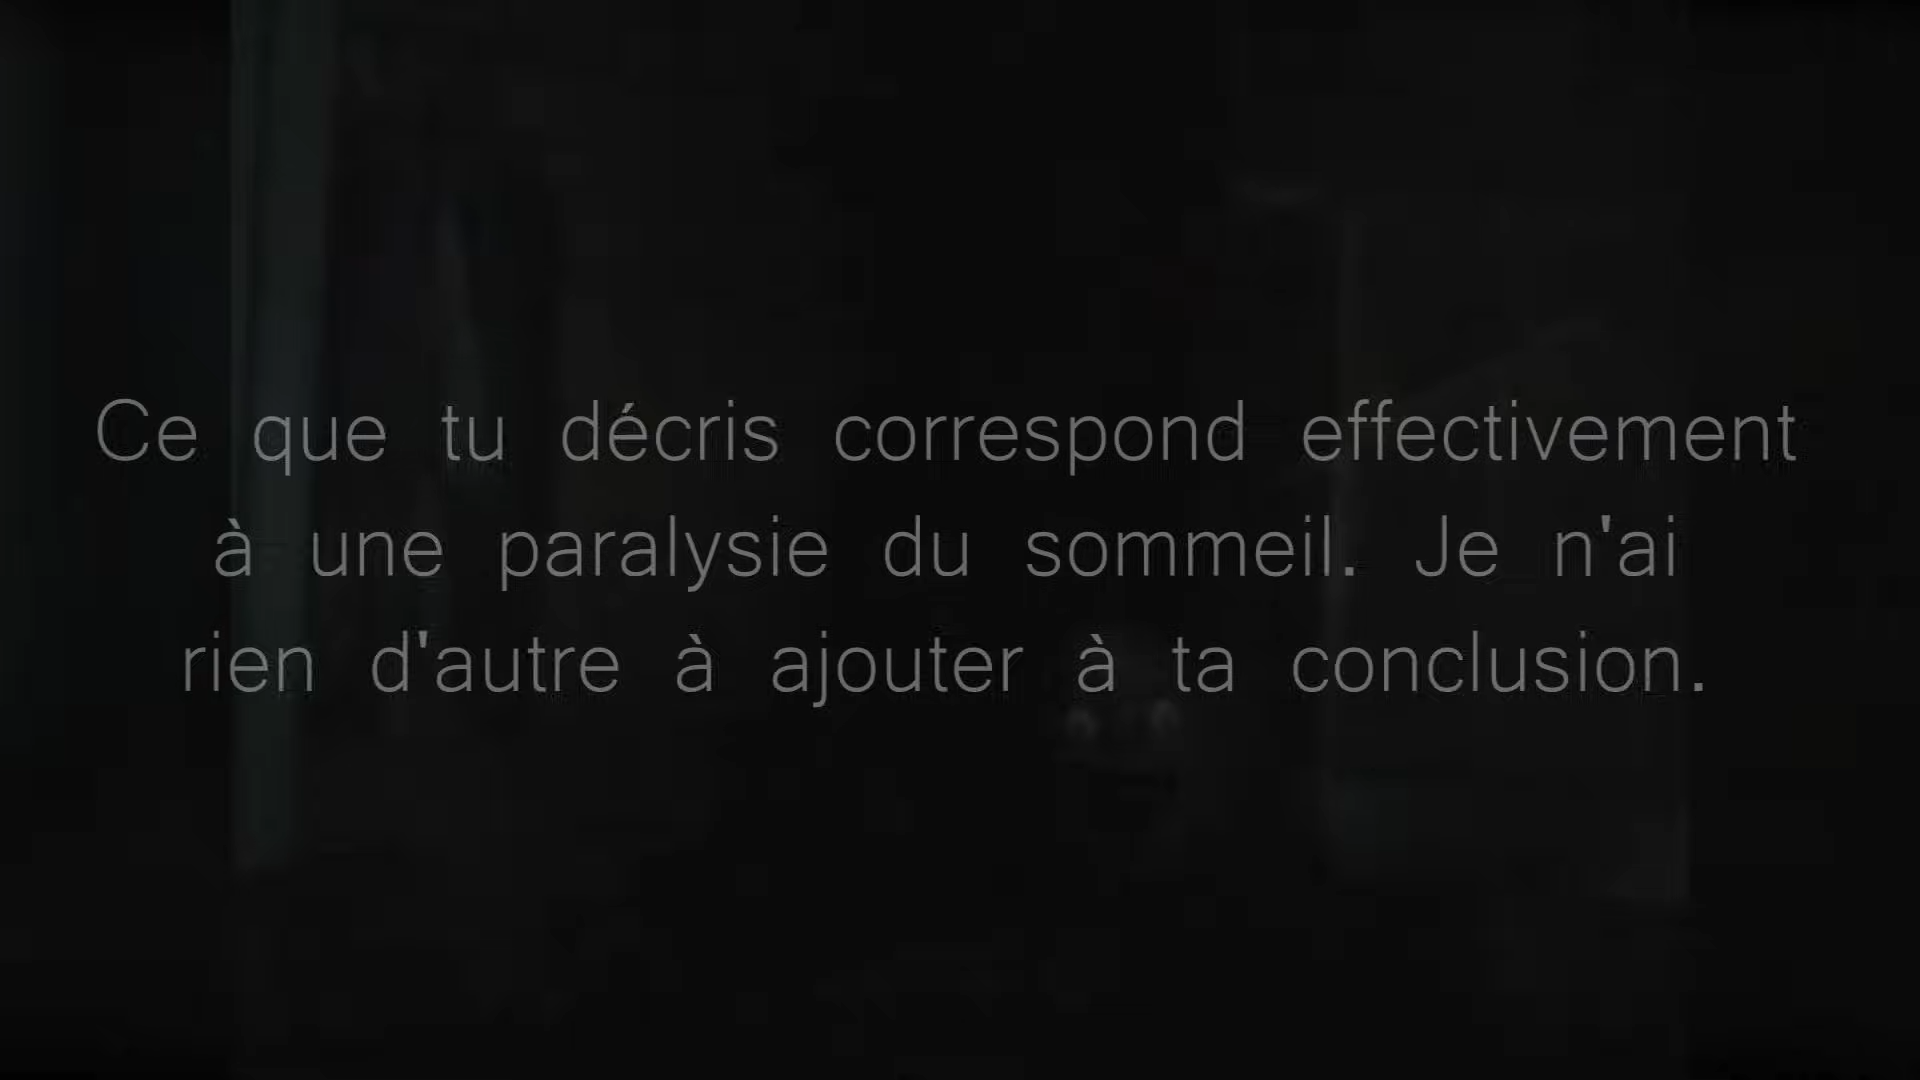 Ce que tu décris correspond effectivement
à une paralysie du sommeil. Je n'ai
rien d'autre à ajouter à ta conclusion.